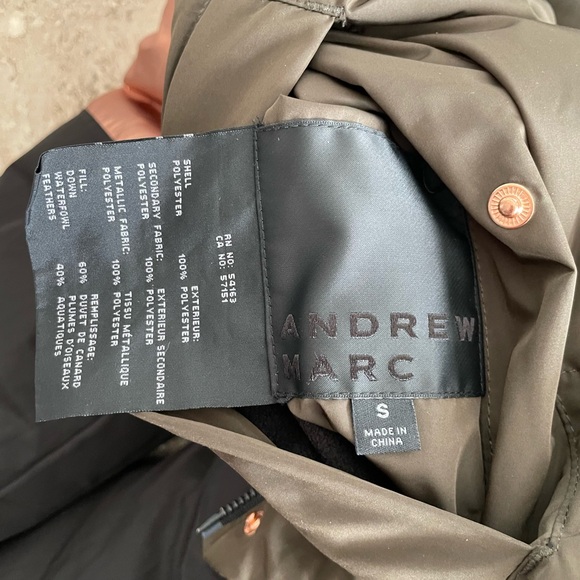 ANDREW
MARC
S
MADE IN
CHINA
RN NO: 54163
CA NO: 57157
SHELL EXTERIEUR:
POLYESTER 100% POLYESTER
SECONDARY FABRIC: EXTERIEUR SECONDAIRE
POLYESTER 100% POLYESTER
METALLIC FABRIC: TISSU METALLIQUE
POLYESTER 100% POLYESTER
FILL: REMPLISSAGE:
DOWN 60% DUVET DE CANARD
WATERFOWL 40% PLUMES D'OISEAUX
FEATHERS AQUATIQUES